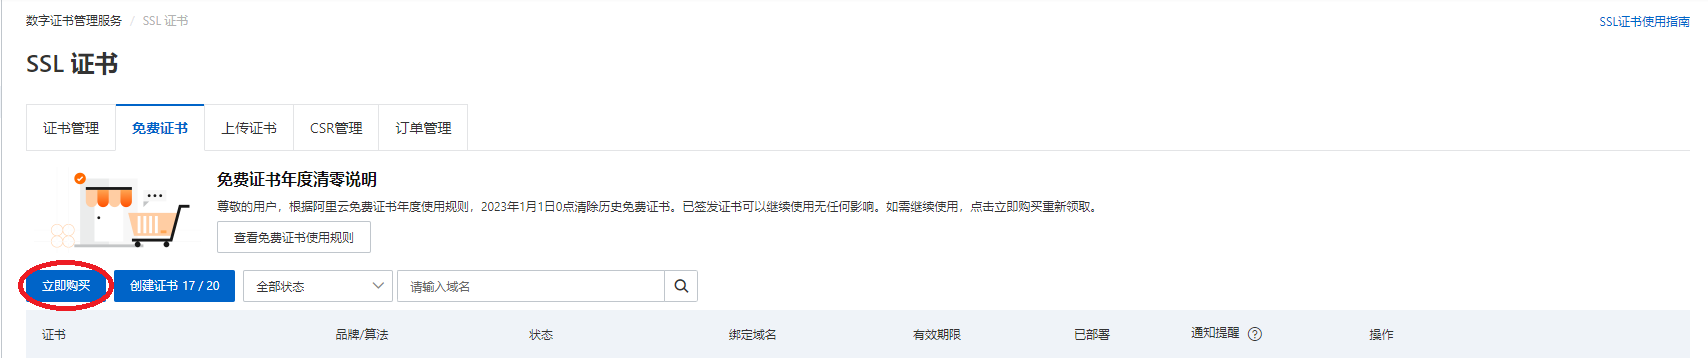 数字证书管理服务 / SSL 证书
SSL证书使用指南
SSL 证书
证书管理 免费证书 上传证书 CSR管理 订单管理
免费证书年度清零说明
尊敬的用户，根据阿里云免费证书年度使用规则，2023年1月1日0点清除历史免费证书。已签发证书可以继续使用无任何影响。如需继续使用，点击立即购买重新领取。
查看免费证书使用规则
立即购买 创建证书 17 / 20 全部状态 请输入域名
证书 品牌/算法 状态 绑定域名 有效期限 已部署 通知提醒 ? 操作